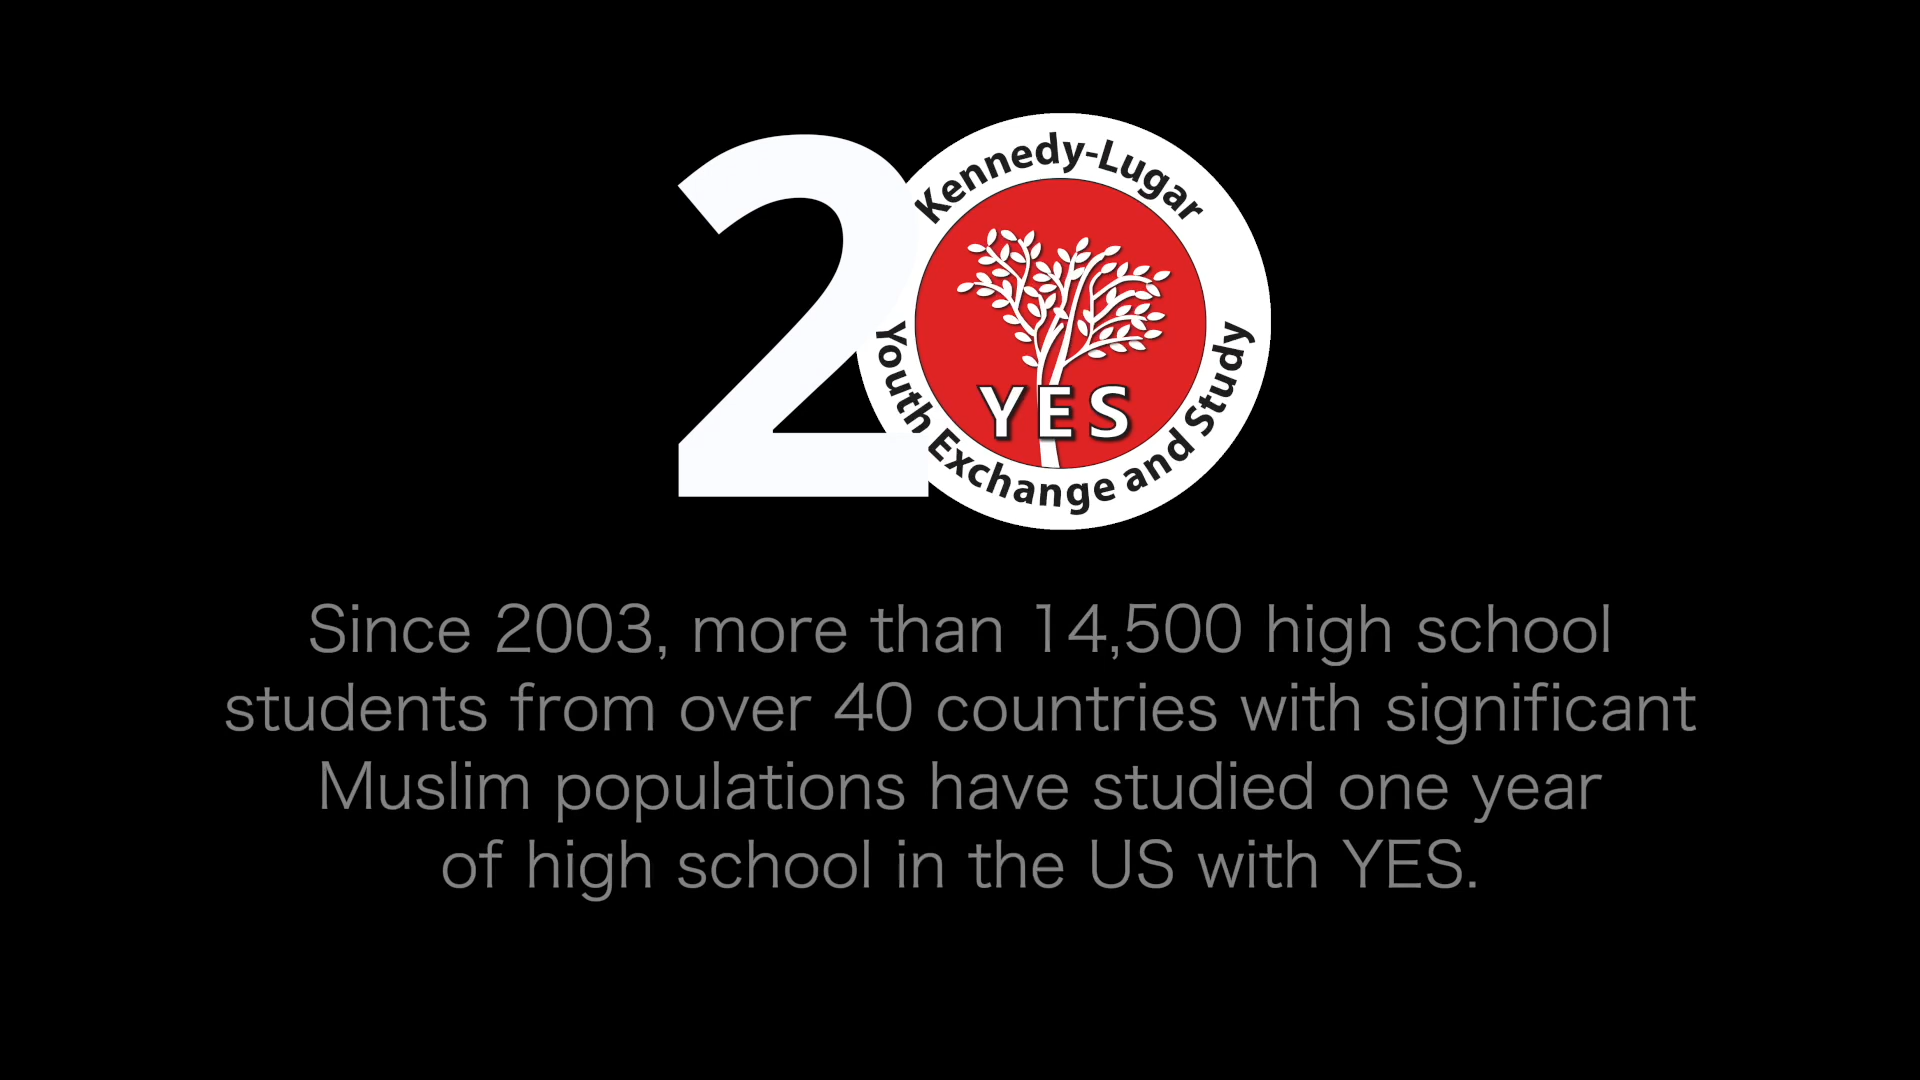 2
Kennedy-Lugar
YES
Youth Exchange and Study
Since 2003, more than 14,500 high school
students from over 40 countries with significant
Muslim populations have studied one year
of high school in the US with YES.